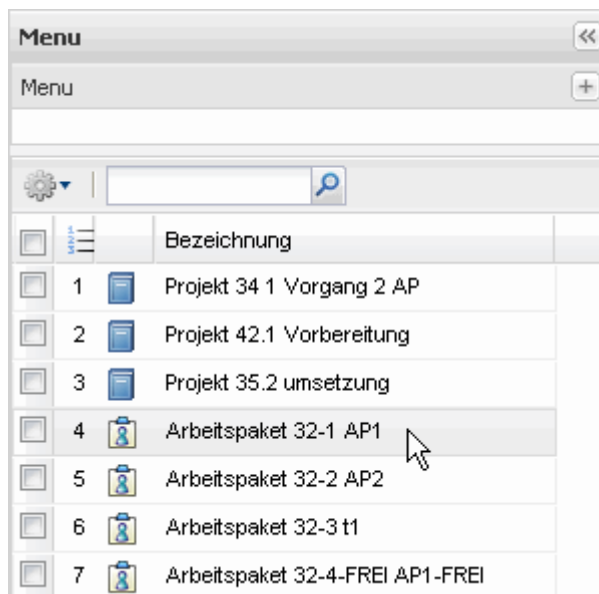 Menu
Menu
Bezeichnung
1 Projekt 34 1 Vorgang 2 AP
2 Projekt 42.1 Vorbereitung
3 Projekt 35.2 umsetzung
4 Arbeitspaket 32-1 AP1
5 Arbeitspaket 32-2 AP2
6 Arbeitspaket 32-3 t1
7 Arbeitspaket 32-4-FREI AP1-FREI